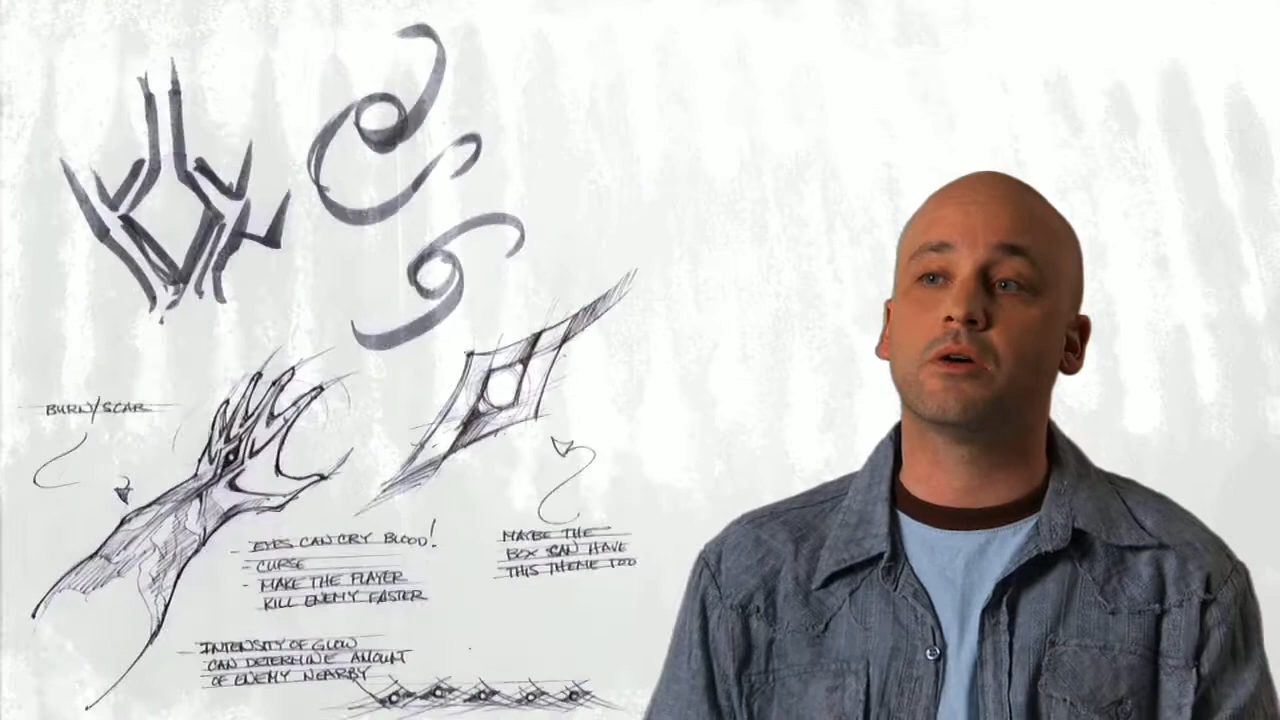 BURN/SCAR
- EYES CAN CRY BLOOD!
- CURSE
- MAKE THE PLAYER
KILL ENEMY FASTER
MAYBE THE
BOX CAN HAVE
THIS THEME TOO
INTENSITY OF GLOW
CAN DETERMINE AMOUNT
OF ENEMY NEARBY